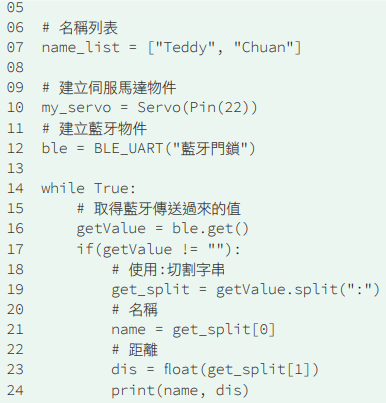 05
06 # 名稱列表
07 name_list = ["Teddy", "Chuan"]
08
09 # 建立伺服馬達物件
10 my_servo = Servo(Pin(22))
11 # 建立藍牙物件
12 ble = BLE_UART("藍牙門鎖")
13
14 while True:
15     # 取得藍牙傳送過來的值
16     getValue = ble.get()
17     if(getValue != ""):
18         # 使用:切割字串
19         get_split = getValue.split(":")
20         # 名稱
21         name = get_split[0]
22         # 距離
23         dis = float(get_split[1])
24         print(name, dis)